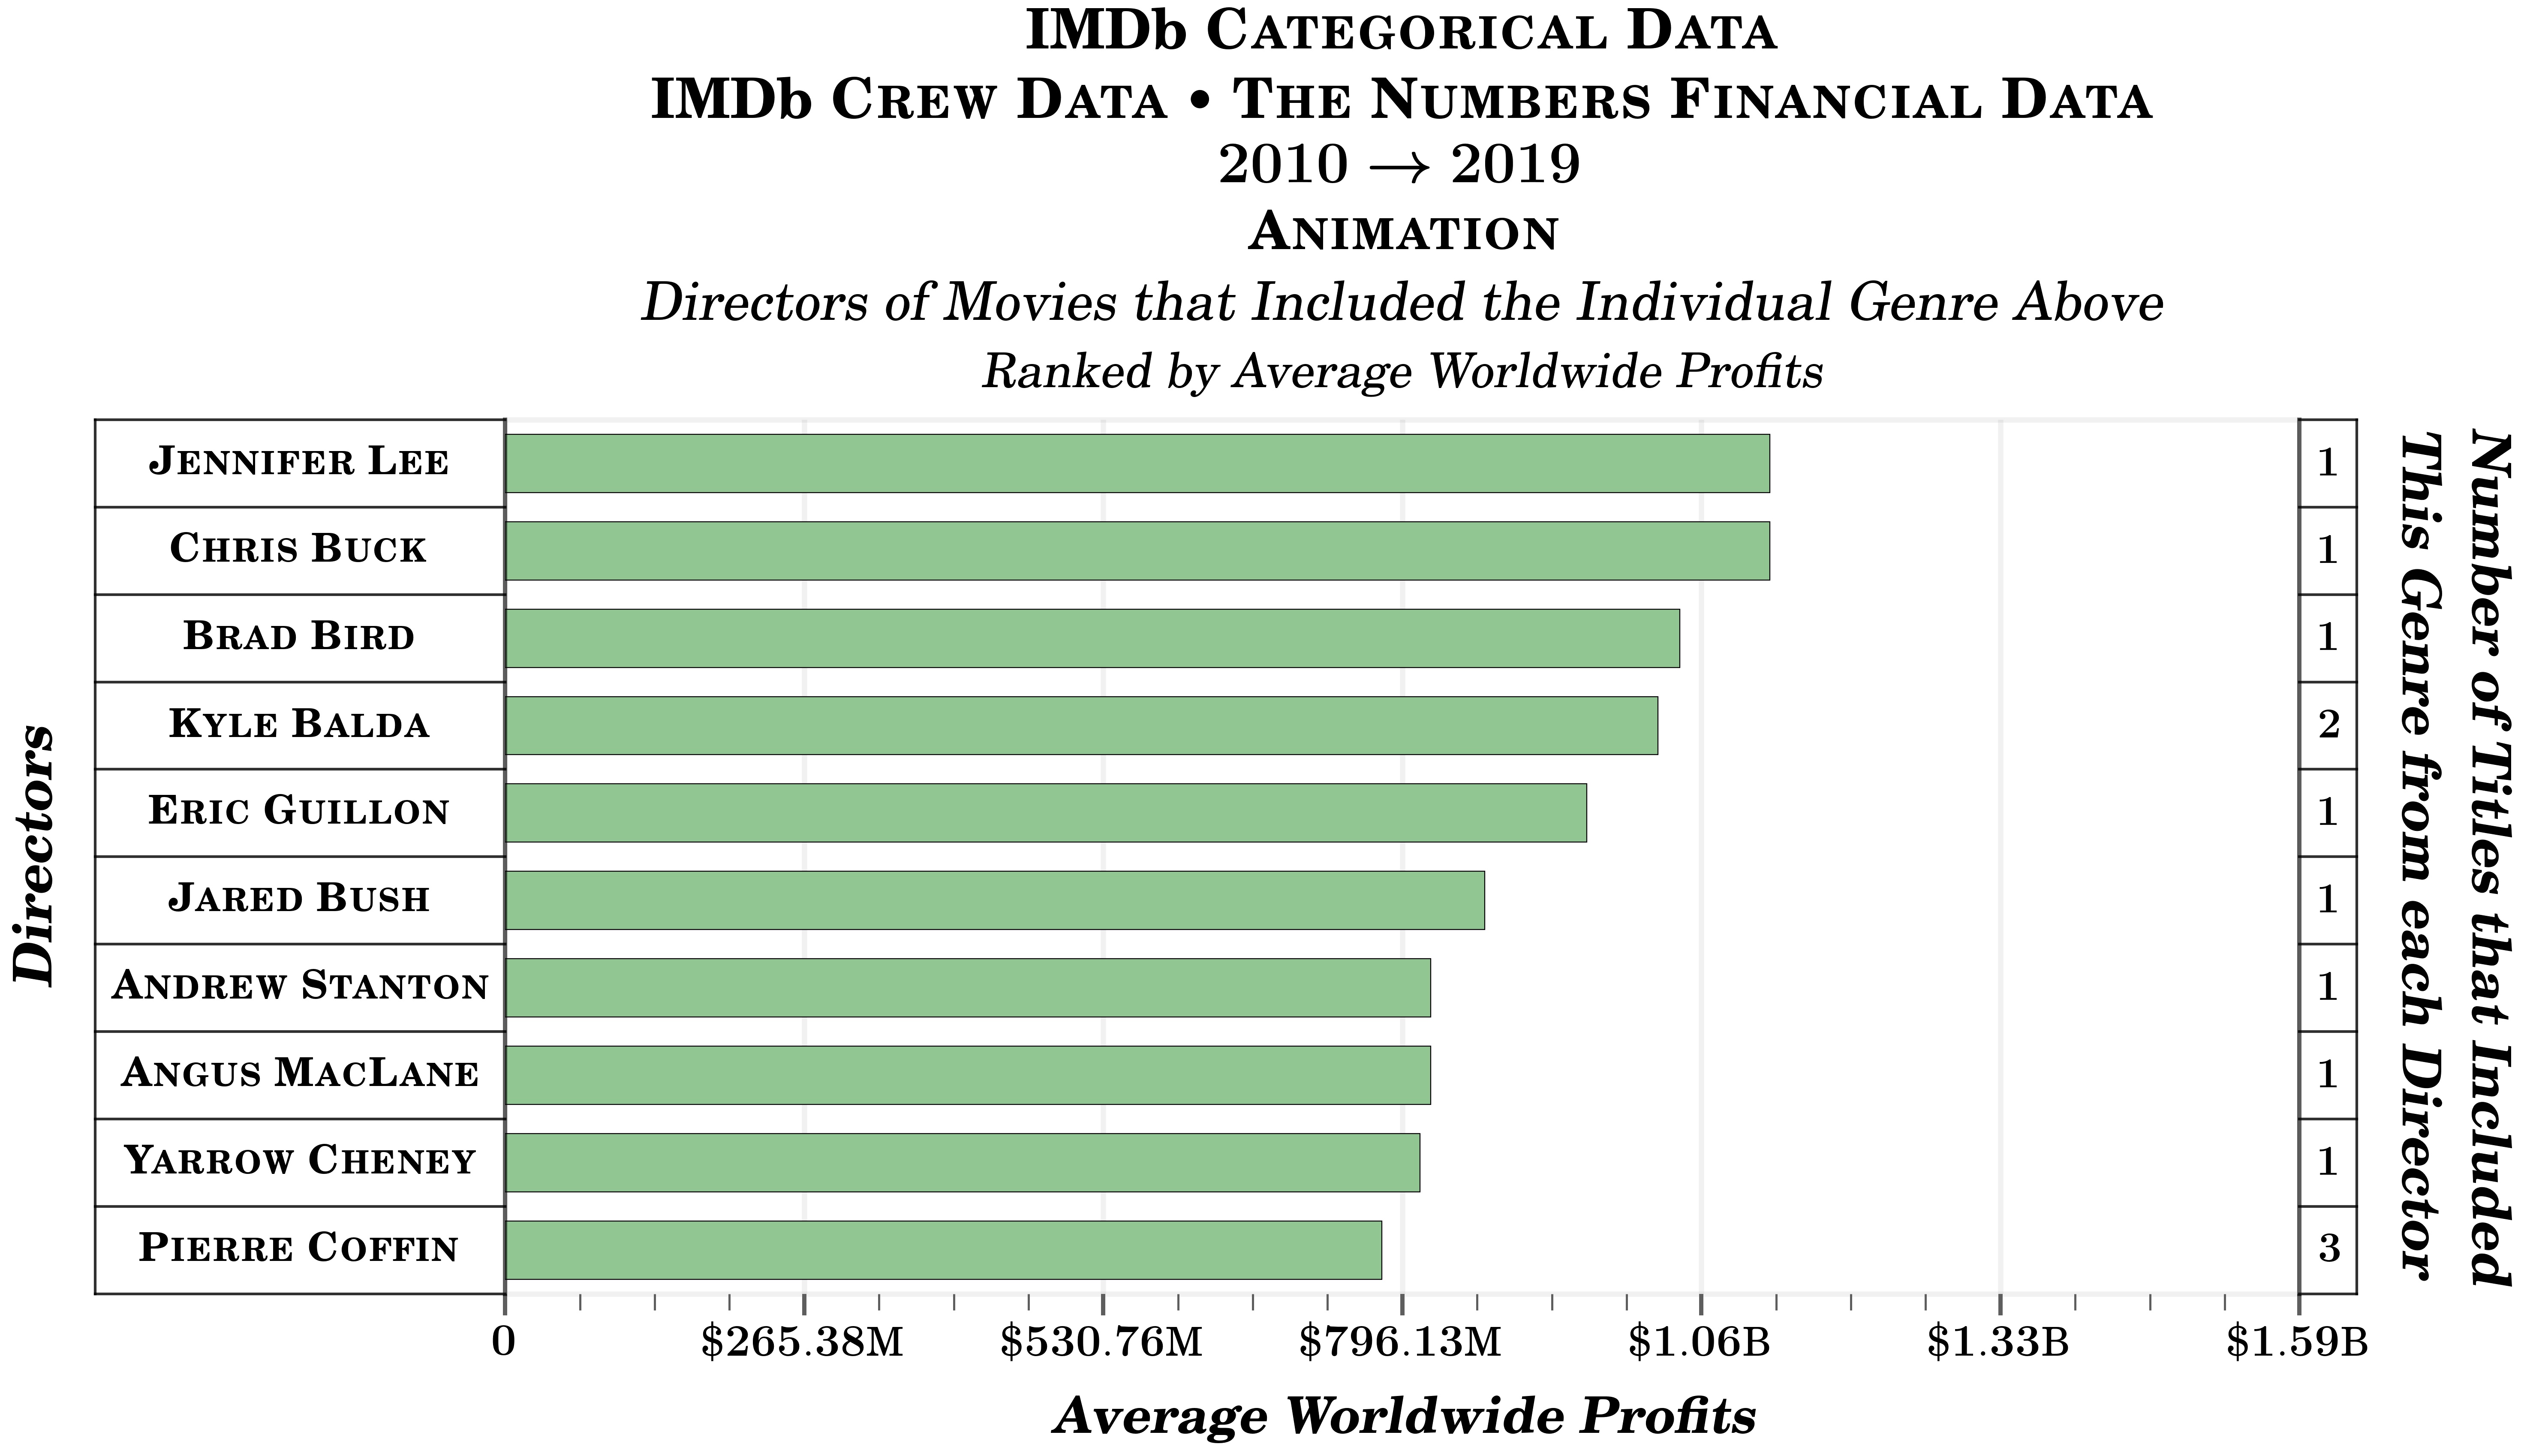 IMDb CATEGORICAL DATA
IMDb CREW DATA • THE NUMBERS FINANCIAL DATA
2010 → 2019
ANIMATION
Directors of Movies that Included the Individual Genre Above
Ranked by Average Worldwide Profits
Directors
JENNIFER LEE 1
CHRIS BUCK 1
BRAD BIRD 1
KYLE BALDA 2
ERIC GUILLON 1
JARED BUSH 1
ANDREW STANTON 1
ANGUS MACLANE 1
YARROW CHENEY 1
PIERRE COFFIN 3
Number of Titles that Included
This Genre from each Director
0 $265.38M $530.76M $796.13M $1.06B $1.33B $1.59B
Average Worldwide Profits